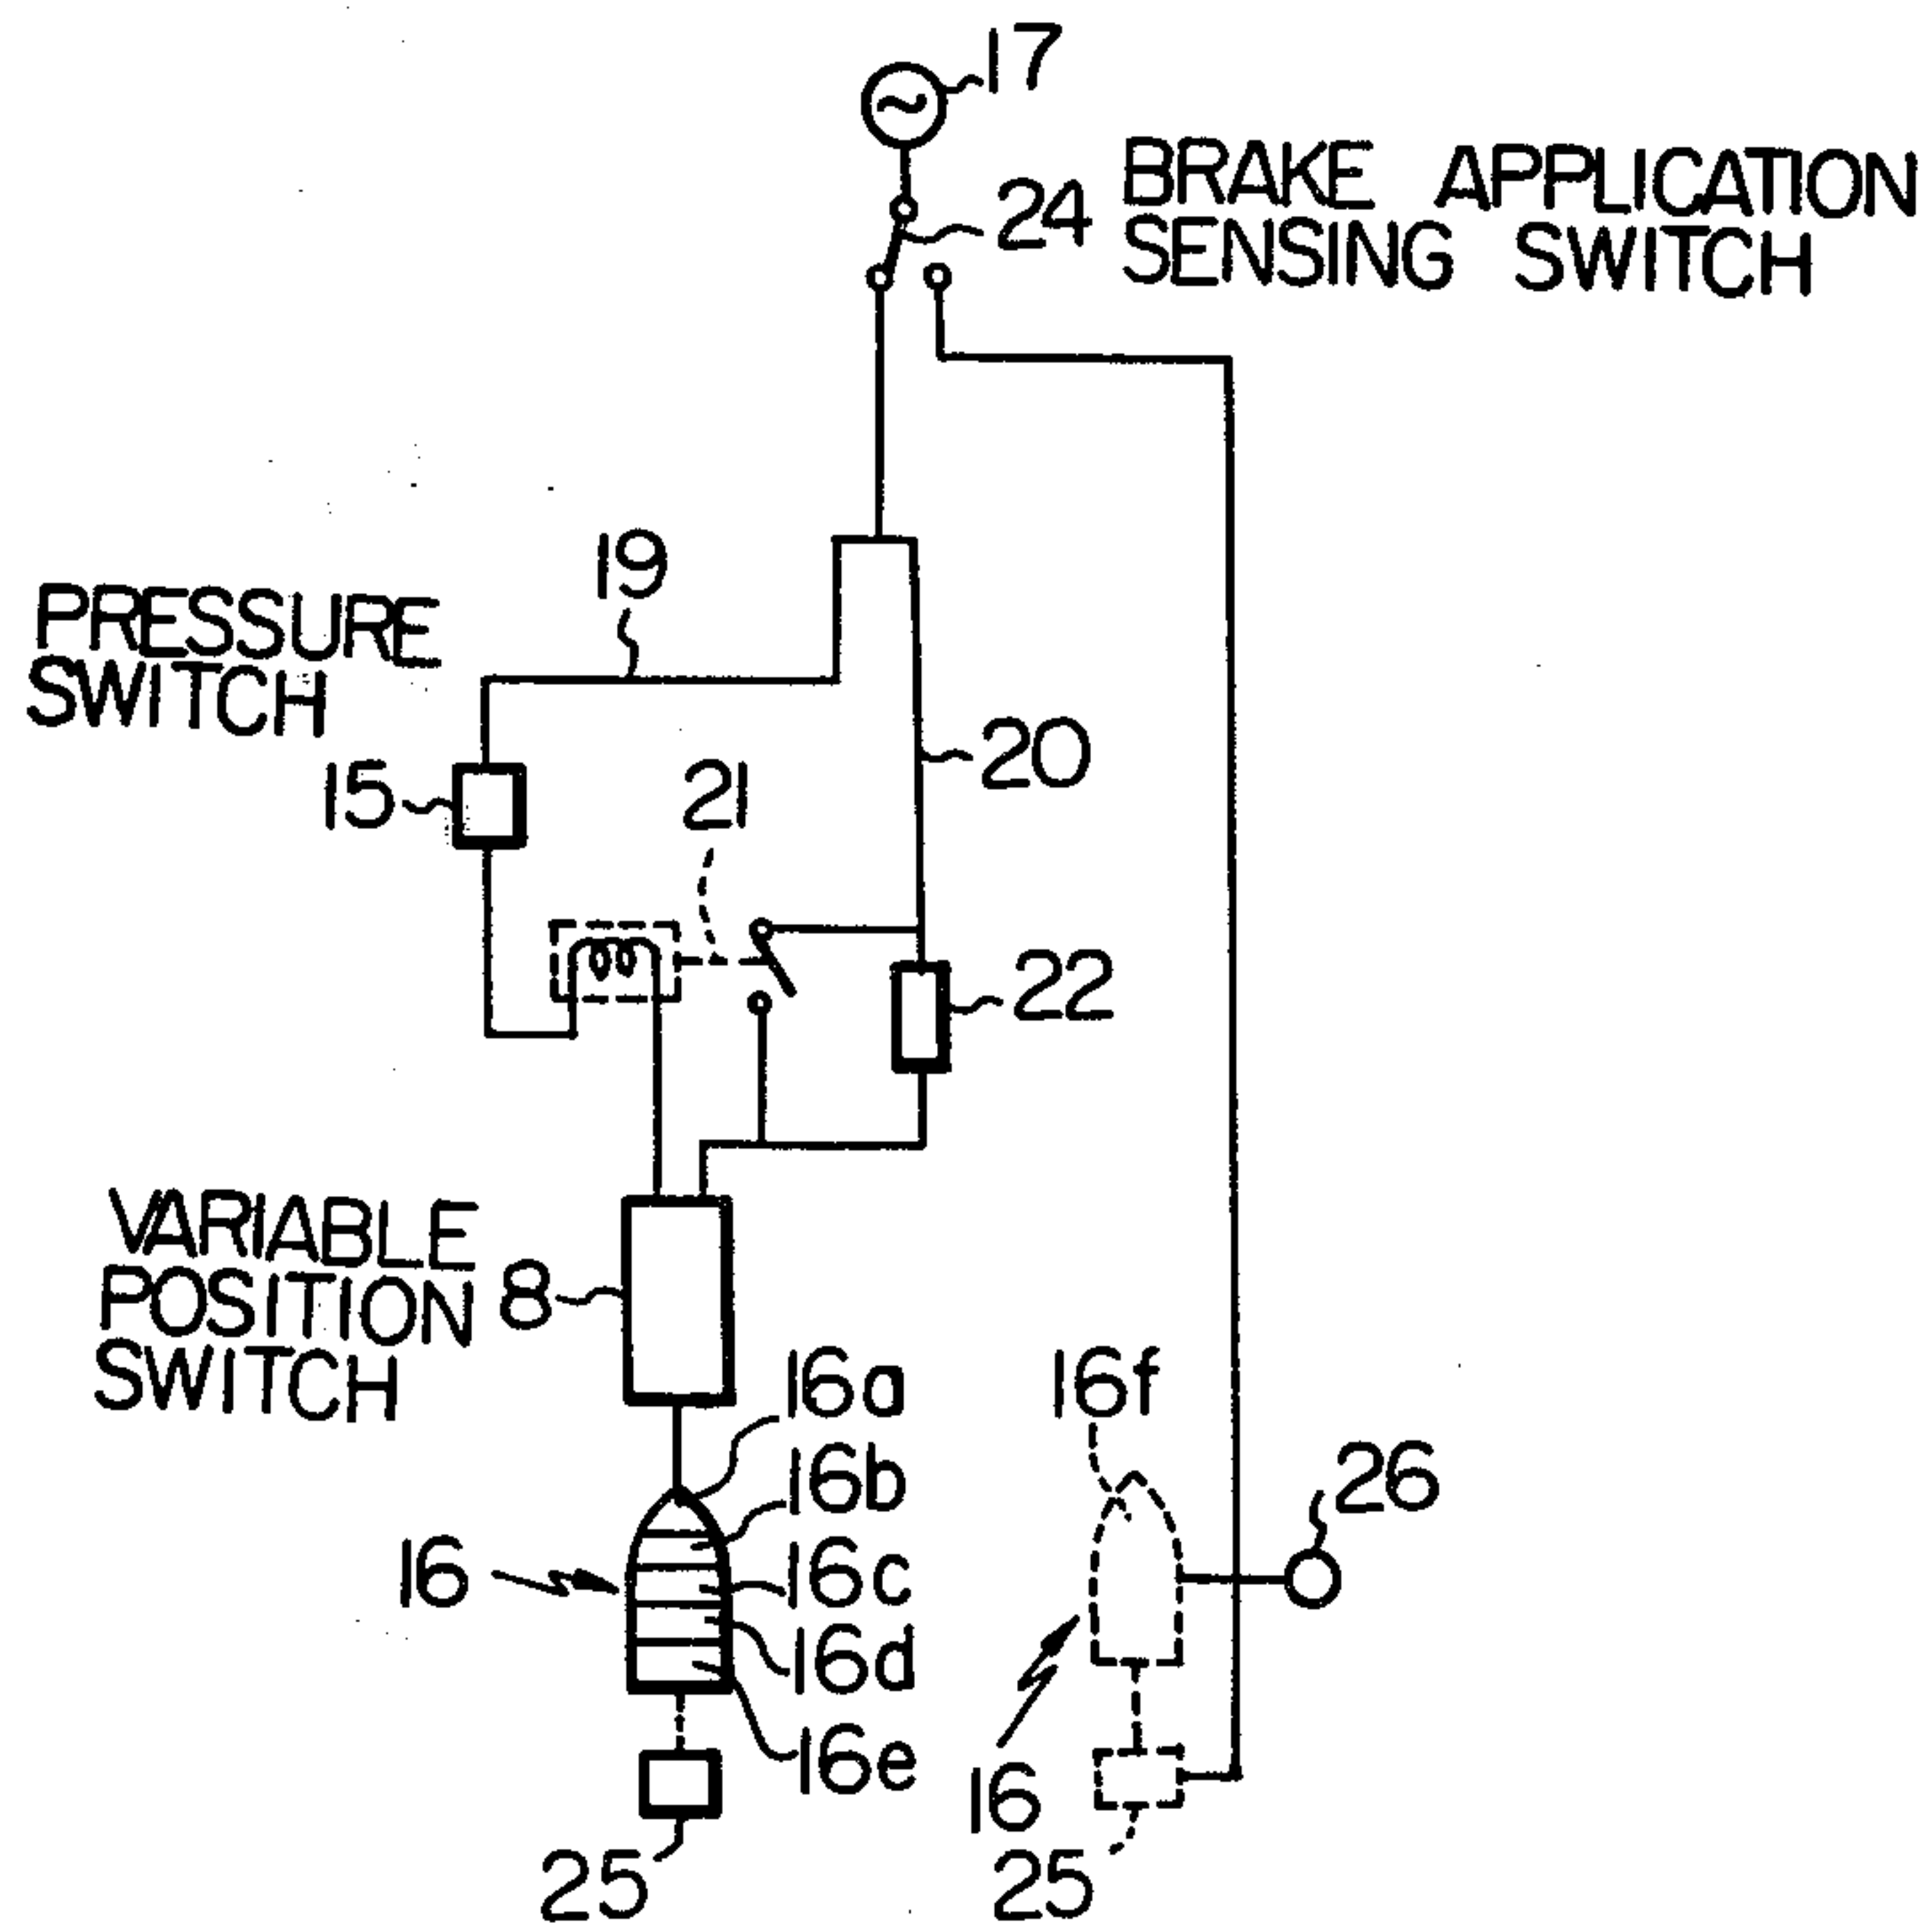 17
24
BRAKE APPLICATION
SENSING SWITCH
19
PRESSURE
SWITCH
15
21
20
22
VARIABLE
POSITION
SWITCH
8
16a
16b
16c
16d
16e
16
25
16f
26
16
25